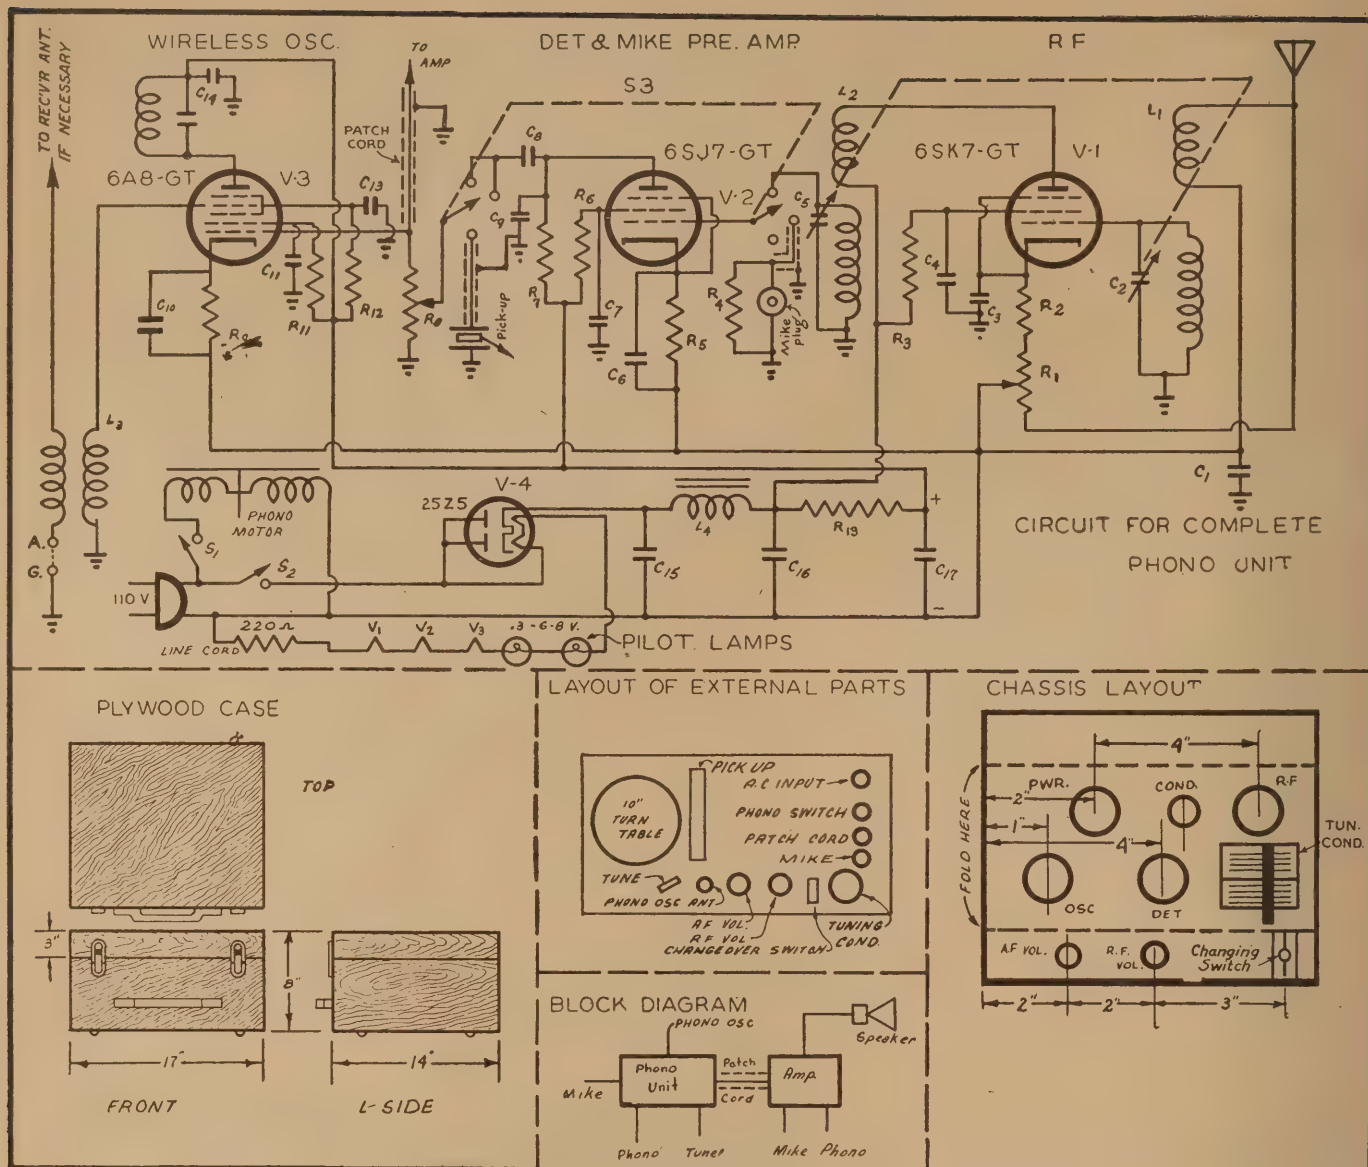 WIRELESS OSC.
DET & MIKE PRE. AMP.
RF
TO REC'V'R ANT.
IF NECESSARY
TO
AMP
S3
C14
PATCH
CORD
C8
L2
L1
6A8-GT
V-3
C13
R6
6SJ7-GT
V-2
C5
6SK7-GT
V-1
C9
C11
C4
C2
C10
R9
R11
R12
R8
Pick-up
R7
C7
R4
Mike
Plug
C3
R2
R5
R3
C6
R1
L3
C1
V-4
25Z5
PHONO
MOTOR
L4
R13
+
CIRCUIT FOR COMPLETE
PHONO UNIT
A.
G.
S1
S2
C15
C16
C17
-
110 V
220 Ω
LINE CORD
V1
V2
V3
.3-6-8 V.
PILOT LAMPS
PLYWOOD CASE
TOP
3"
8"
17"
14"
FRONT
L-SIDE
LAYOUT OF EXTERNAL PARTS
PICK UP
A.C INPUT
10"
TURN
TABLE
PHONO SWITCH
PATCH CORD
MIKE
TUNE
PHONO OSC ANT
A.F VOL.
R F VOL
CHANGEOVER SWITCH
TUNING
COND.
BLOCK DIAGRAM
PHONO OSC
Speaker
Phono
Unit
Patch
Cord
Amp.
Mike
Phono
Tuner
Mike
Phono
CHASSIS LAYOUT
4"
PWR.
COND.
R.F
2"
1"
4"
FOLD HERE
TUN.
COND.
OSC
DET
A.F VOL.
R.F.
VOL.
Changing
Switch
2"
2"
3"